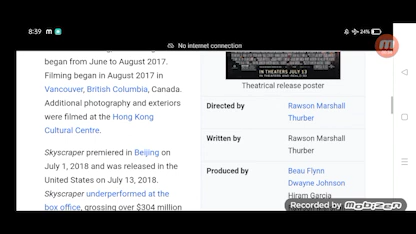 8:39
24%
No internet connection
began from June to August 2017.
Filming began in August 2017 in
Vancouver, British Columbia, Canada.
Additional photography and exteriors
were filmed at the Hong Kong
Cultural Centre.
Skyscraper premiered in Beijing on
July 1, 2018 and was released in the
United States on July 13, 2018.
Skyscraper underperformed at the
box office, grossing over $304 million
IN THEATERS JULY 13
Theatrical release poster
Directed by
Rawson Marshall
Thurber
Written by
Rawson Marshall
Thurber
Produced by
Beau Flynn
Dwayne Johnson
Hiram Garcia
Recorded by
MOBIZEN